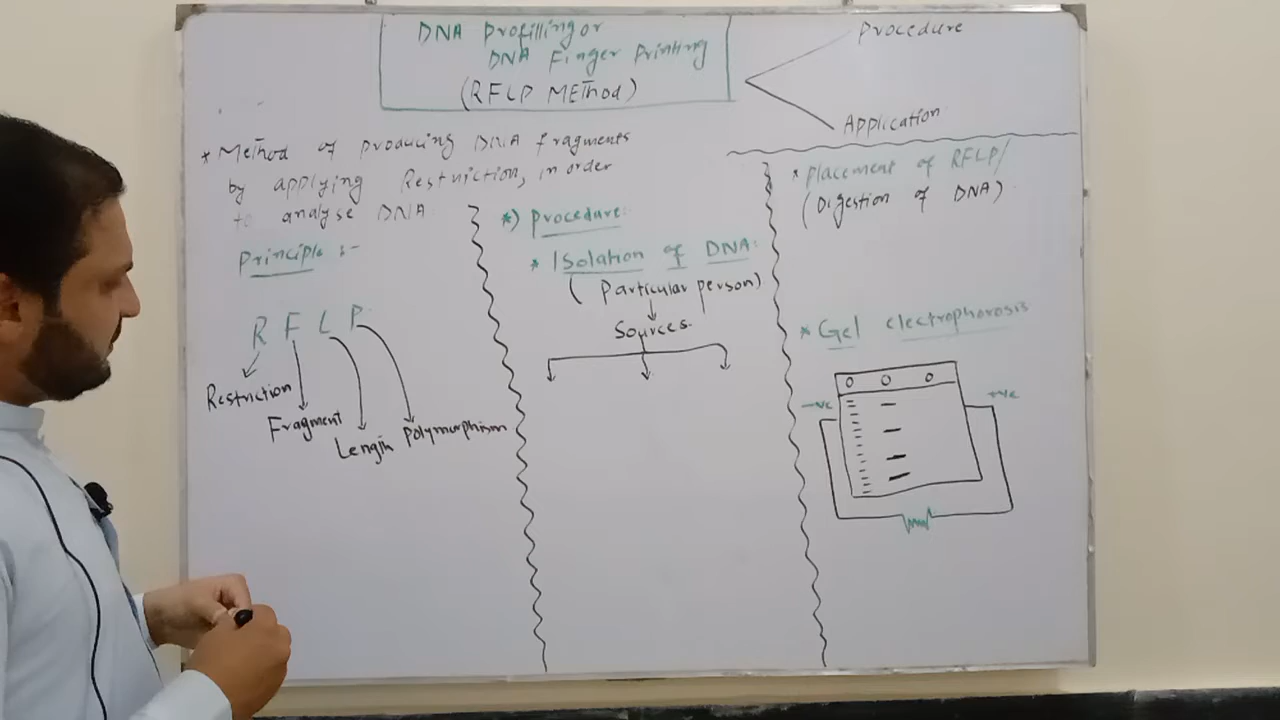 DNA Profilling or
DNA Finger Printing
(RFLP METhod)
Procedure
Application
* Method of producing DNA fragments
by applying Restriction, in order
to analyse DNA.
Principle :-
R F L P
Restriction
Fragment
Length
Polymorphism
*) Procedure:
* Isolation of DNA:
( Particular person)
Sources.
* Placement of RFLP/
(Digestion of DNA)
* Gel electrophorosis
-ve
+ve